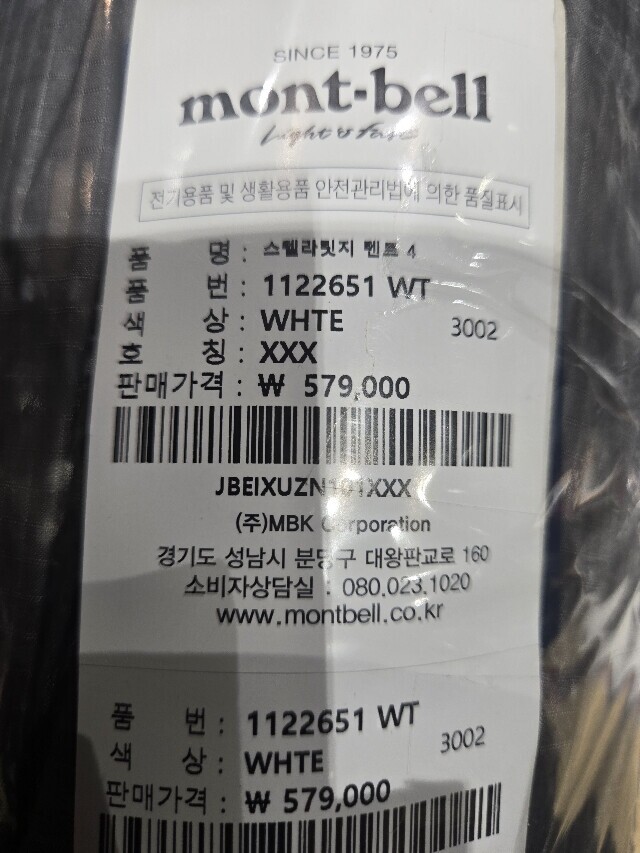 SINCE 1975
mont-bell
Light & Fast
전기용품 및 생활용품 안전관리법에 의한 품질표시
품 명 : 스텔라릿지 텐트 4
품 번 : 1122651 WT
색 상 : WHTE 3002
호 칭 : XXX
판매가격 : ₩ 579,000
JBEIXUZN101XXX
(주)MBK Corporation
경기도 성남시 분당구 대왕판교로 160
소비자상담실 : 080.023.1020
www.montbell.co.kr
품 번 : 1122651 WT
색 상 : WHTE 3002
판매가격 : ₩ 579,000